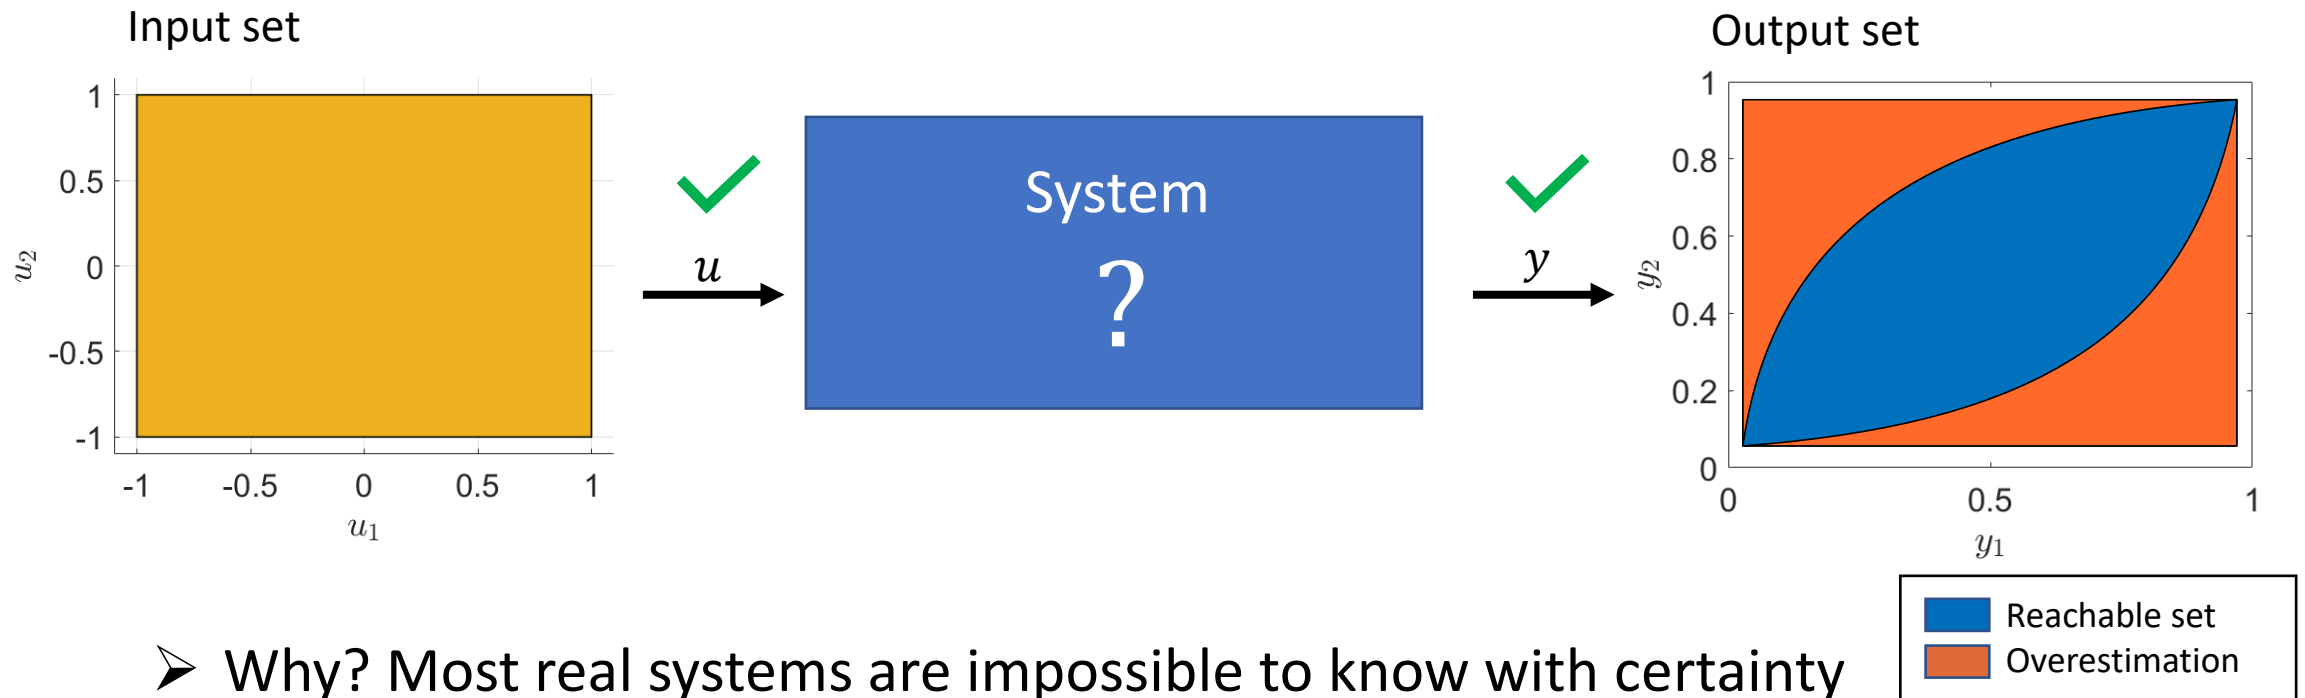 Input set
1
0.5
0
-0.5
-1
u₂
-1 -0.5 0 0.5 1
u₁
u
System
?
y
Output set
1
0.8
0.6
0.4
0.2
0
y₂
0 0.5 1
y₁
Reachable set
Overestimation
➢ Why? Most real systems are impossible to know with certainty